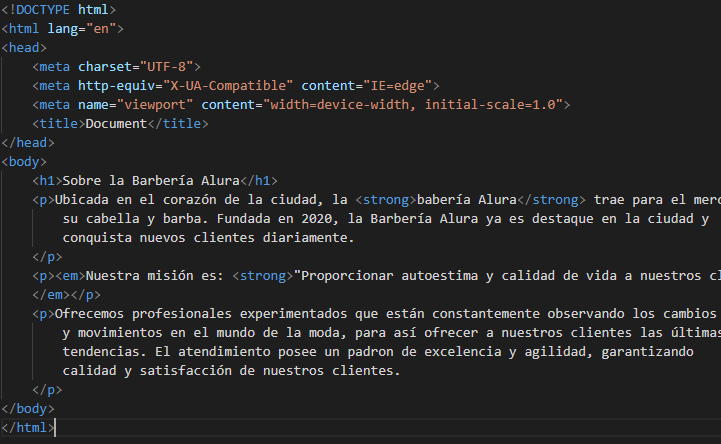 <!DOCTYPE html>
<html lang="en">
<head>
    <meta charset="UTF-8">
    <meta http-equiv="X-UA-Compatible" content="IE=edge">
    <meta name="viewport" content="width=device-width, initial-scale=1.0">
    <title>Document</title>
</head>
<body>
    <h1>Sobre la Barbería Alura</h1>
    <p>Ubicada en el corazón de la ciudad, la <strong>babería Alura</strong> trae para el
        su cabella y barba. Fundada en 2020, la Barbería Alura ya es destaque en la ciudad y
        conquista nuevos clientes diariamente.
    </p>
    <p><em>Nuestra misión es: <strong>"Proporcionar autoestima y calidad de vida a nuestros
    </em></p>
    <p>Ofrecemos profesionales experimentados que están constantemente observando los cambios
        y movimientos en el mundo de la moda, para así ofrecer a nuestros clientes las últimas
        tendencias. El atendimiento posee un padron de excelencia y agilidad, garantizando
        calidad y satisfacción de nuestros clientes.
    </p>
</body>
</html>